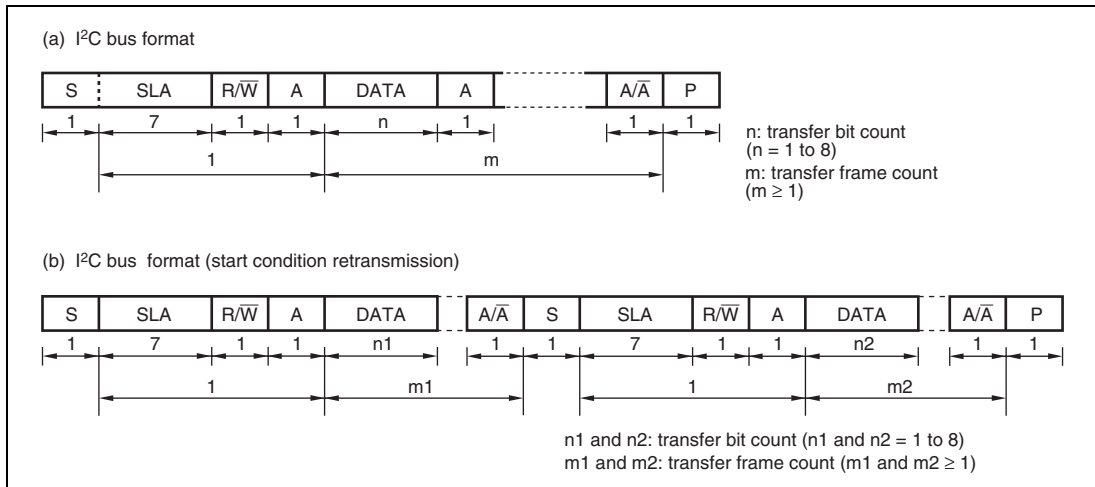 (a) I²C bus format
S SLA R/W̅ A DATA A A/A̅ P
1 7 1 1 n 1 1 1
1 m
n: transfer bit count
(n = 1 to 8)
m: transfer frame count
(m ≥ 1)
(b) I²C bus format (start condition retransmission)
S SLA R/W̅ A DATA A/A̅ S SLA R/W̅ A DATA A/A̅ P
1 7 1 1 n1 1 1 7 1 1 n2 1 1
1 m1 1 m2
n1 and n2: transfer bit count (n1 and n2 = 1 to 8)
m1 and m2: transfer frame count (m1 and m2 ≥ 1)